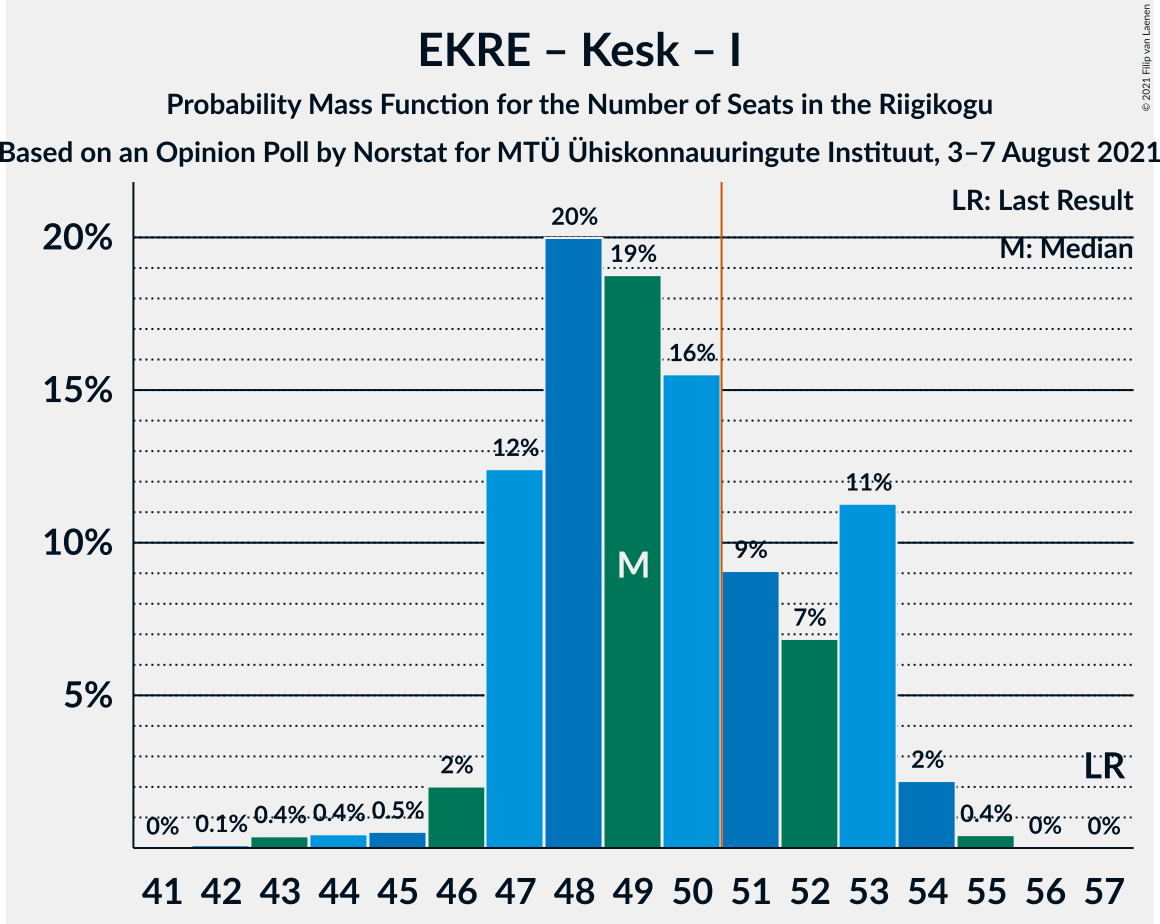 EKRE – Kesk – I
Probability Mass Function for the Number of Seats in the Riigikogu
Based on an Opinion Poll by Norstat for MTÜ Ühiskonnauuringute Instituut, 3–7 August 2021
© 2021 Filip van Laenen
LR: Last Result
M: Median
20%
15%
10%
5%
0% 0.1% 0.4% 0.4% 0.5% 2% 12% 20% 19% 16% 9% 7% 11% 2% 0.4% 0% 0%
M
LR
41 42 43 44 45 46 47 48 49 50 51 52 53 54 55 56 57